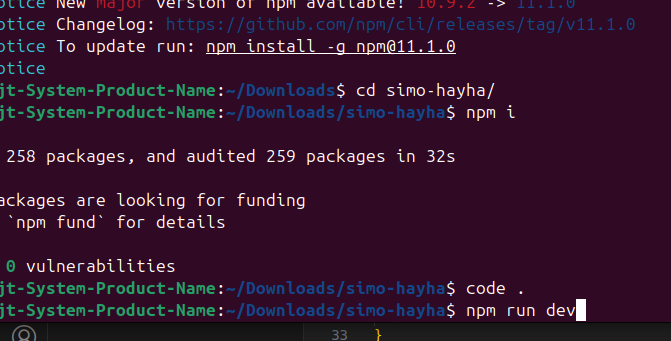 otice New major version of npm available! 10.9.2 -> 11.1.0
otice Changelog: https://github.com/npm/cli/releases/tag/v11.1.0
otice To update run: npm install -g npm@11.1.0
otice
jt-System-Product-Name:~/Downloads$ cd simo-hayha/
jt-System-Product-Name:~/Downloads/simo-hayha$ npm i
258 packages, and audited 259 packages in 32s
ackages are looking for funding
`npm fund` for details
0 vulnerabilities
jt-System-Product-Name:~/Downloads/simo-hayha$ code .
jt-System-Product-Name:~/Downloads/simo-hayha$ npm run dev
33 }